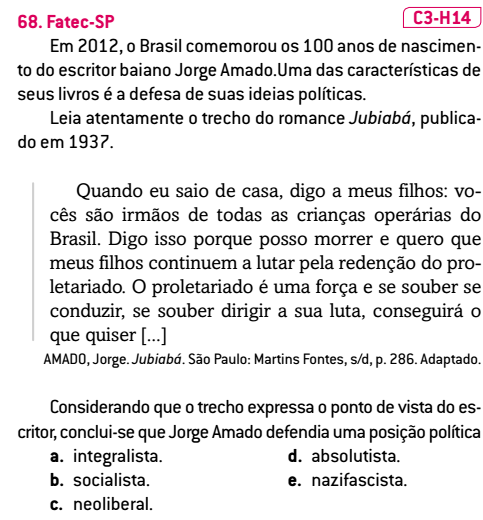 68. Fatec-SP
C3-H14
Em 2012, o Brasil comemorou os 100 anos de nascimen-
to do escritor baiano Jorge Amado.Uma das características de
seus livros é a defesa de suas ideias políticas.
Leia atentamente o trecho do romance Jubiabá, publica-
do em 1937.
Quando eu saio de casa, digo a meus filhos: vo-
cês são irmãos de todas as crianças operárias do
Brasil. Digo isso porque posso morrer e quero que
meus filhos continuem a lutar pela redenção do pro-
letariado. O proletariado é uma força e se souber se
conduzir, se souber dirigir a sua luta, conseguirá o
que quiser [...]
AMADO, Jorge. Jubiabá. São Paulo: Martins Fontes, s/d, p. 286. Adaptado.
Considerando que o trecho expressa o ponto de vista do es-
critor, conclui-se que Jorge Amado defendia uma posição política
a. integralista.
b. socialista.
c. neoliberal.
d. absolutista.
e. nazifascista.